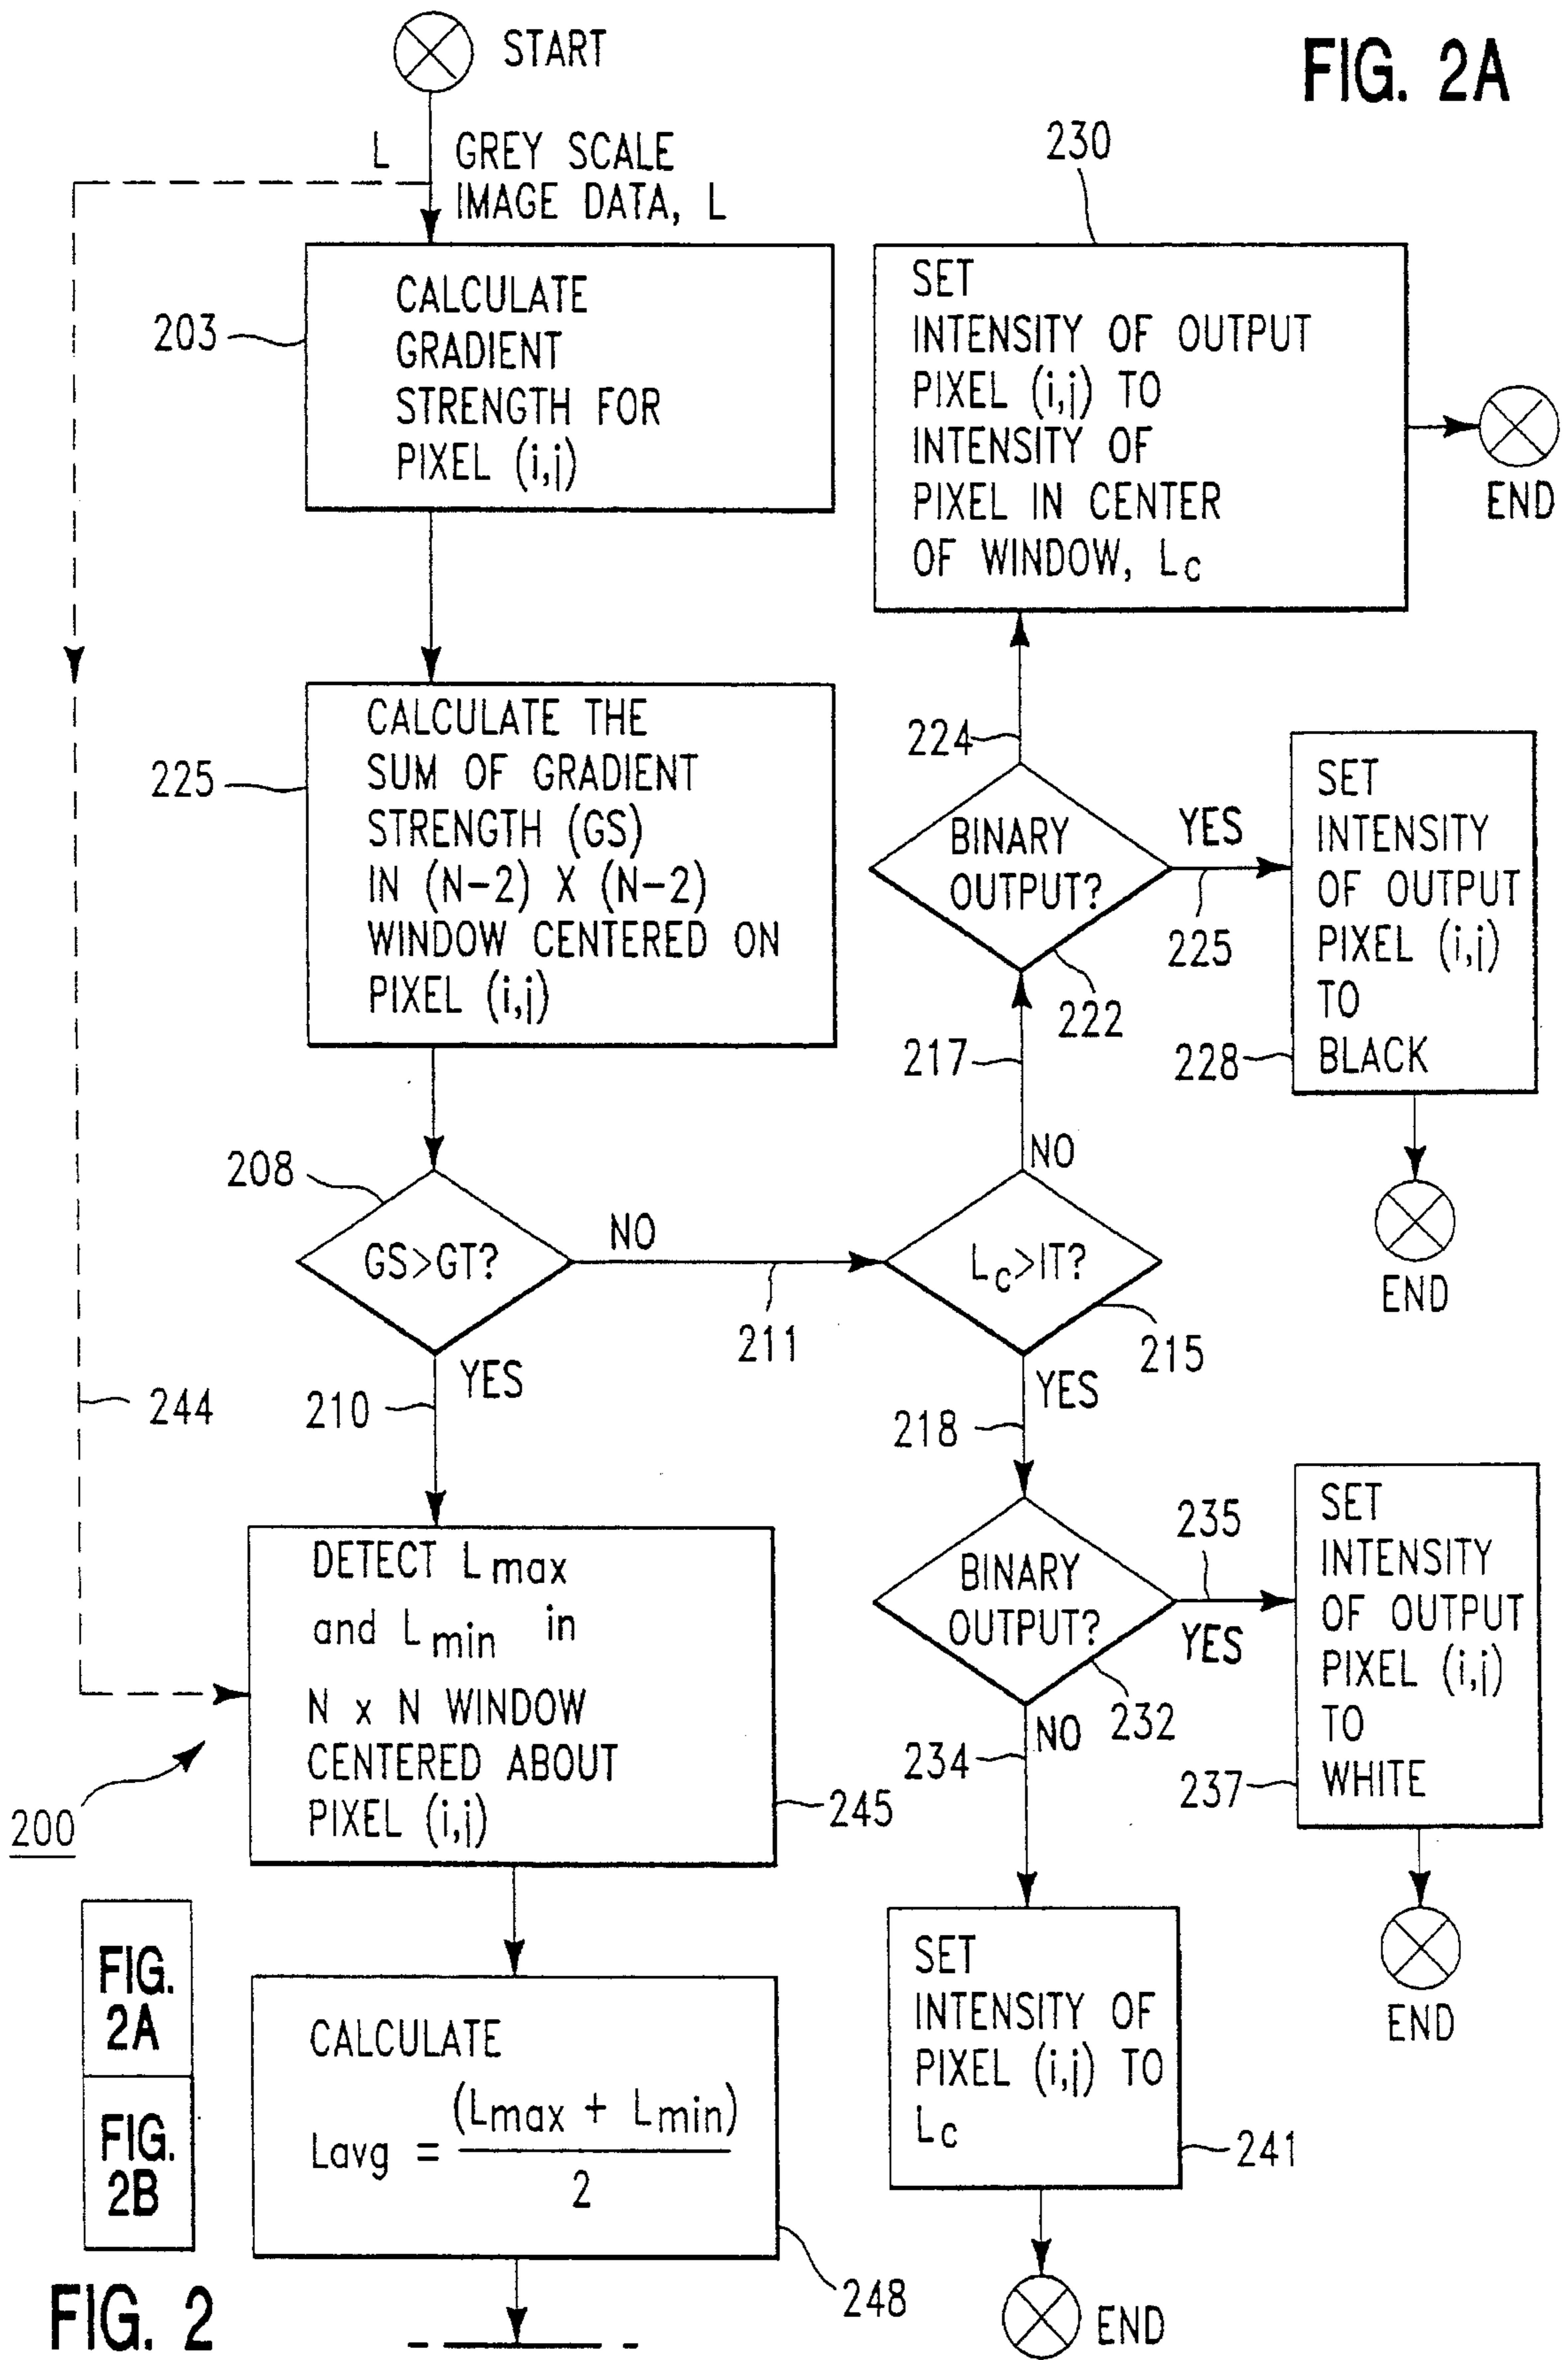 START
FIG. 2A
L
GREY SCALE
IMAGE DATA, L
203
CALCULATE
GRADIENT
STRENGTH FOR
PIXEL (i,j)
225
CALCULATE THE
SUM OF GRADIENT
STRENGTH (GS)
IN (N-2) X (N-2)
WINDOW CENTERED ON
PIXEL (i,j)
208
GS>GT?
NO
211
YES
210
244
DETECT Lmax
and Lmin in
N x N WINDOW
CENTERED ABOUT
PIXEL (i,j)
245
200
CALCULATE
Lavg = (Lmax + Lmin)
2
248
230
SET
INTENSITY OF OUTPUT
PIXEL (i,j) TO
INTENSITY OF
PIXEL IN CENTER
OF WINDOW, Lc
END
224
BINARY
OUTPUT?
YES
225
222
217
SET
INTENSITY
OF OUTPUT
PIXEL (i,j)
TO
BLACK
228
END
NO
Lc>IT?
215
YES
218
BINARY
OUTPUT?
235
YES
232
NO
234
SET
INTENSITY
OF OUTPUT
PIXEL (i,j)
TO
WHITE
237
END
SET
INTENSITY OF
PIXEL (i,j) TO
Lc
241
END
FIG.
2A
FIG.
2B
FIG. 2